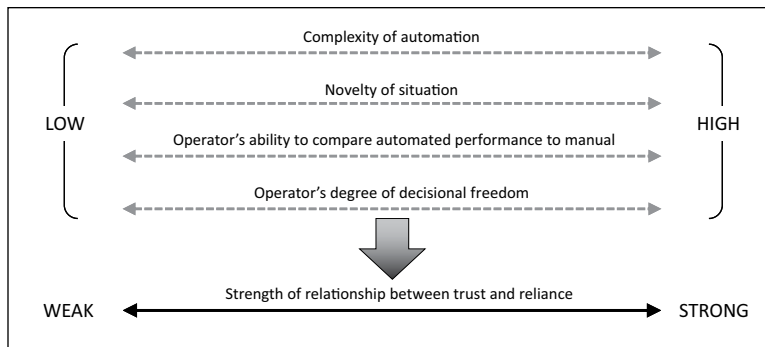 Complexity of automation
Novelty of situation
LOW
HIGH
Operator's ability to compare automated performance to manual
Operator's degree of decisional freedom
Strength of relationship between trust and reliance
WEAK
STRONG